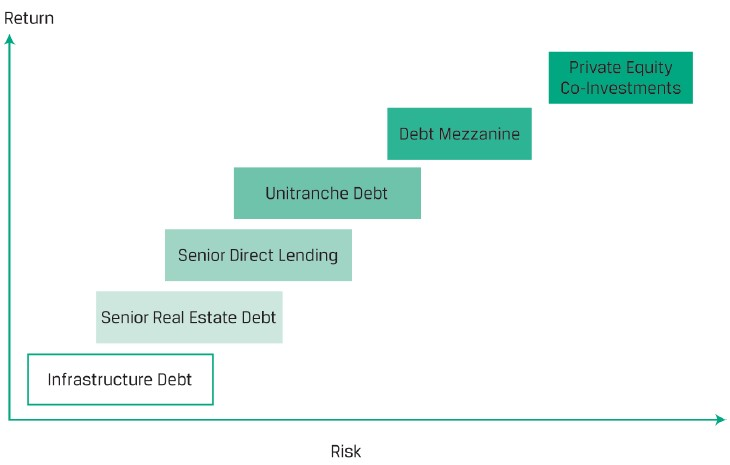 Return
Private Equity
Co-Investments
Debt Mezzanine
Unitranche Debt
Senior Direct Lending
Senior Real Estate Debt
Infrastructure Debt
Risk